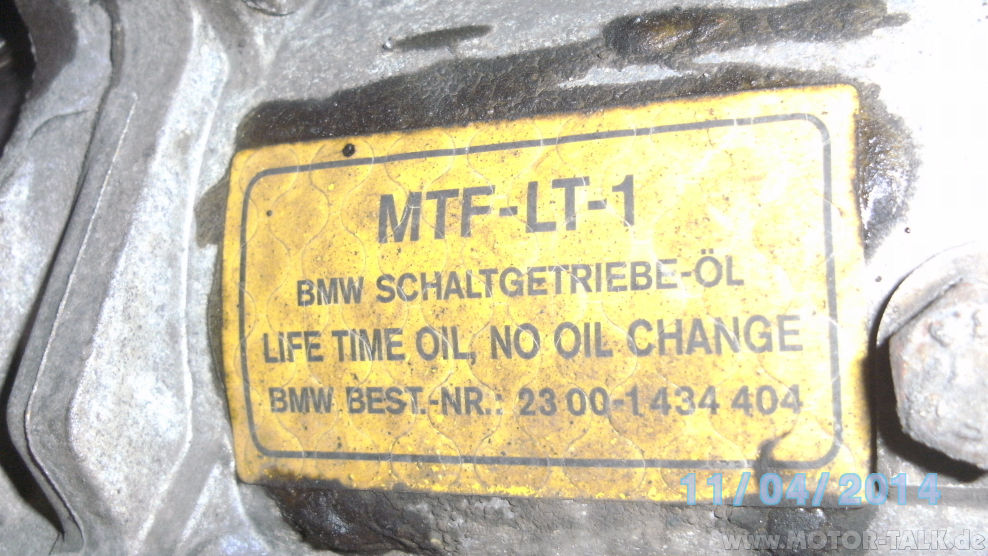 MTF-LT-1
BMW SCHALTGETRIEBE-ÖL
LIFE TIME OIL, NO OIL CHANGE
BMW BEST.-NR.: 23 00-1 434 404
11/04/2014
www.MOTOR-TALK.de